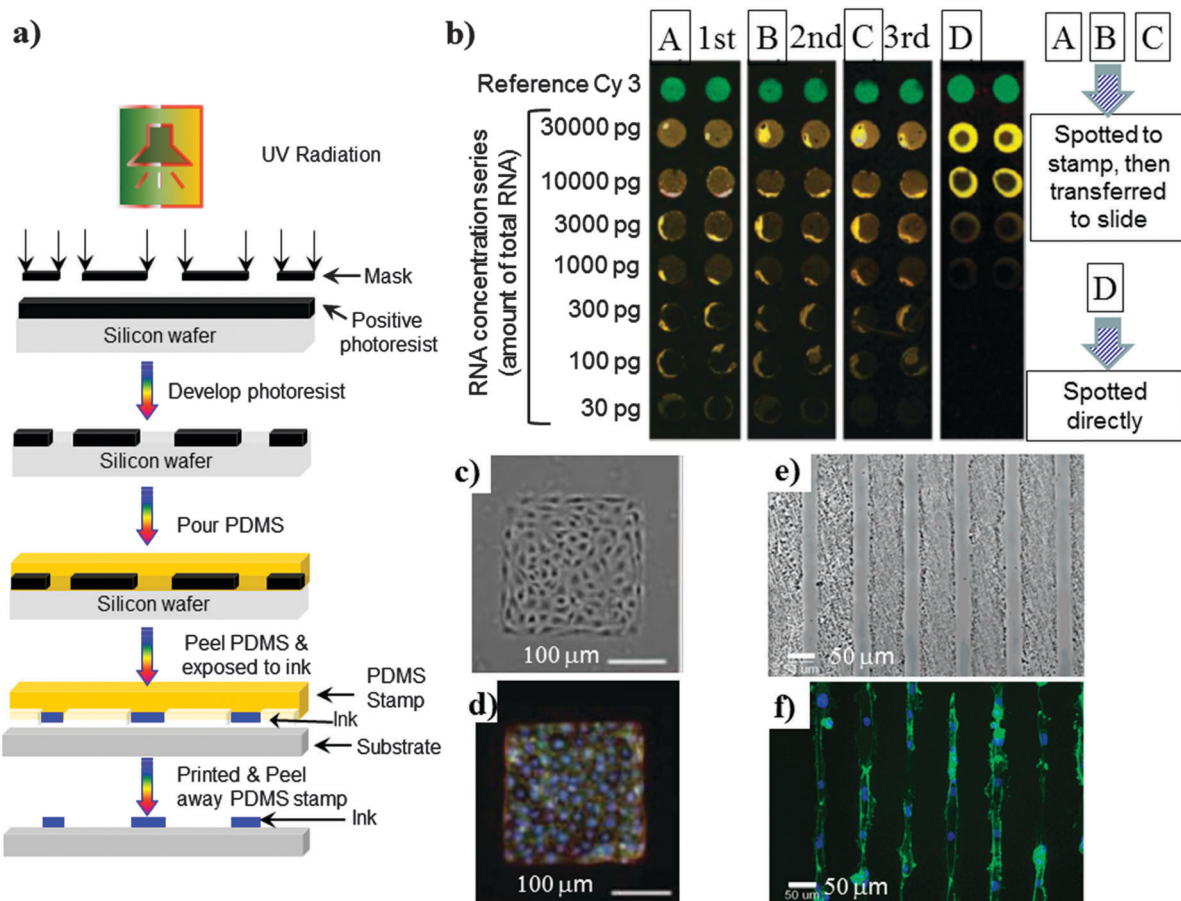 a)
UV Radiation
Mask
Positive
photoresist
Silicon wafer
Develop photoresist
Silicon wafer
Pour PDMS
Silicon wafer
Peel PDMS &
exposed to ink
PDMS
Stamp
Ink
Substrate
Printed & Peel
away PDMS stamp
Ink
b)
A 1st B 2nd C 3rd D
Reference Cy 3
RNA concentration series
(amount of total RNA)
30000 pg
10000 pg
3000 pg
1000 pg
300 pg
100 pg
30 pg
A B C
Spotted to
stamp, then
transferred
to slide
D
Spotted
directly
c)
100 μm
d)
100 μm
e)
50 μm
f)
50 μm
50 um